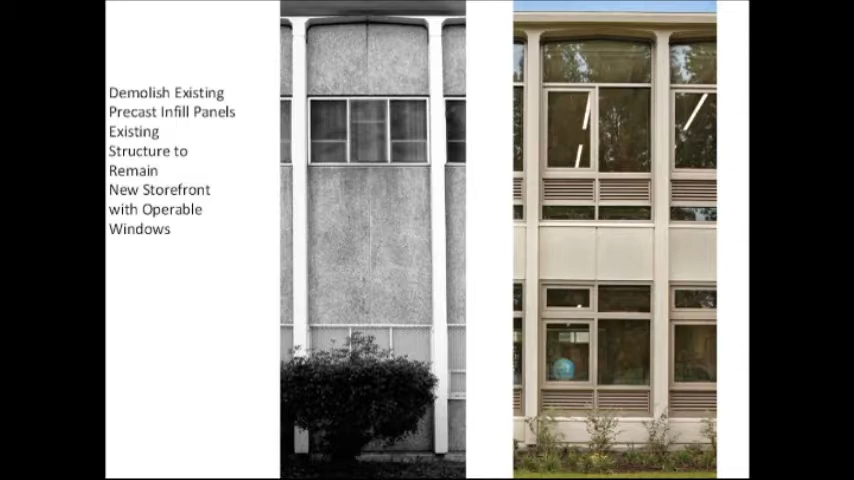 Demolish Existing
Precast Infill Panels
Existing
Structure to
Remain
New Storefront
with Operable
Windows